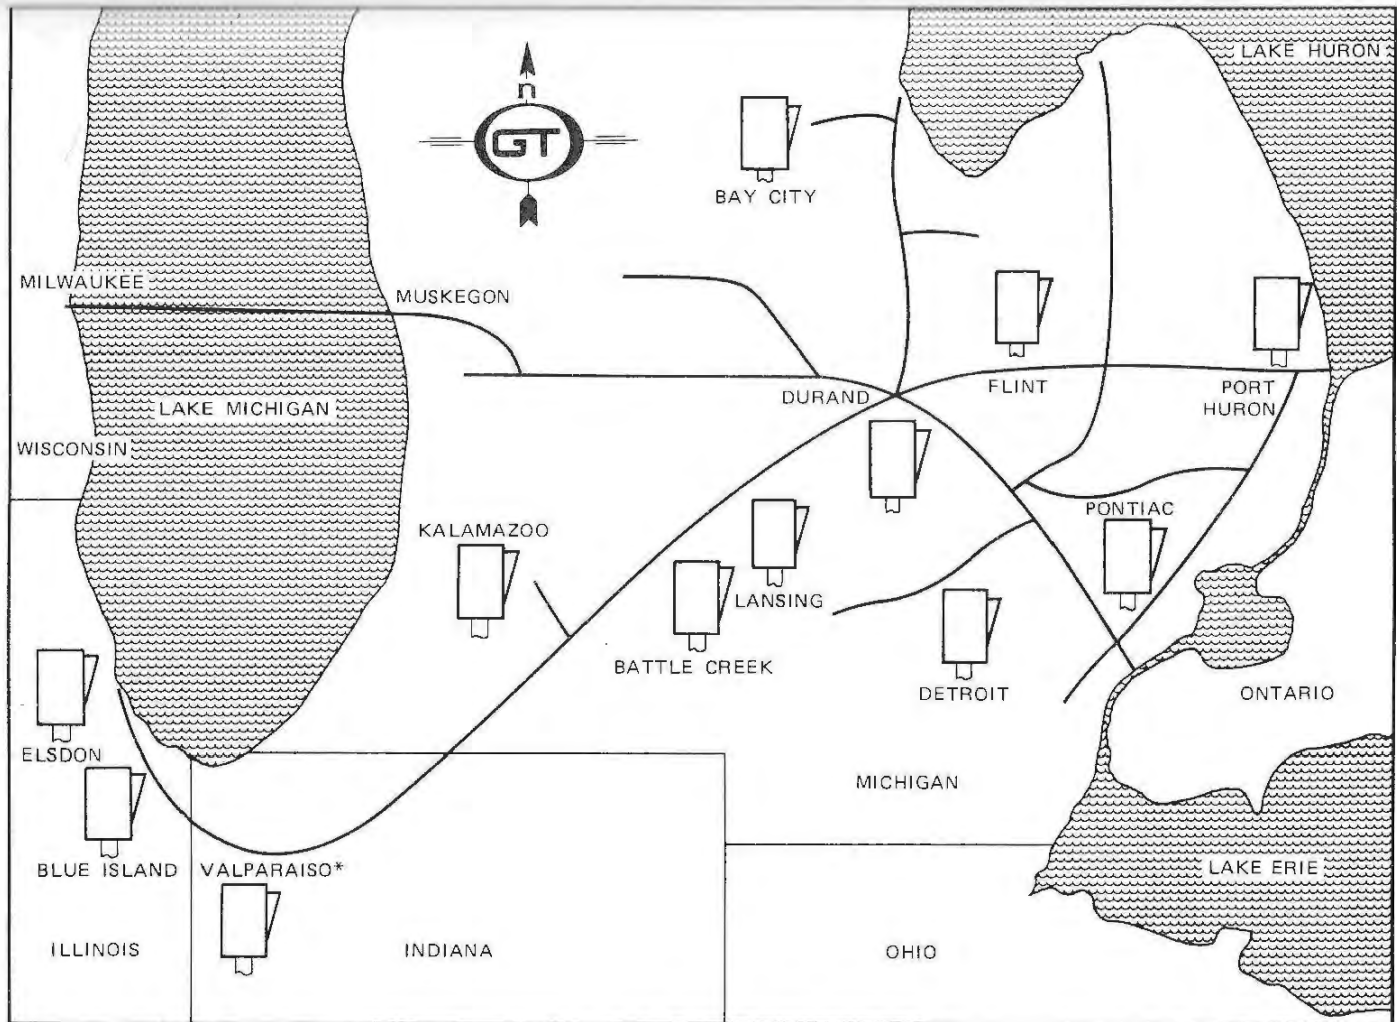 LAKE HURON
n
GT
BAY CITY
MILWAUKEE
MUSKEGON
LAKE MICHIGAN
DURAND
FLINT
PORT
HURON
WISCONSIN
KALAMAZOO
PONTIAC
LANSING
BATTLE CREEK
DETROIT
ONTARIO
ELSDON
MICHIGAN
BLUE ISLAND
VALPARAISO*
LAKE ERIE
ILLINOIS
INDIANA
OHIO